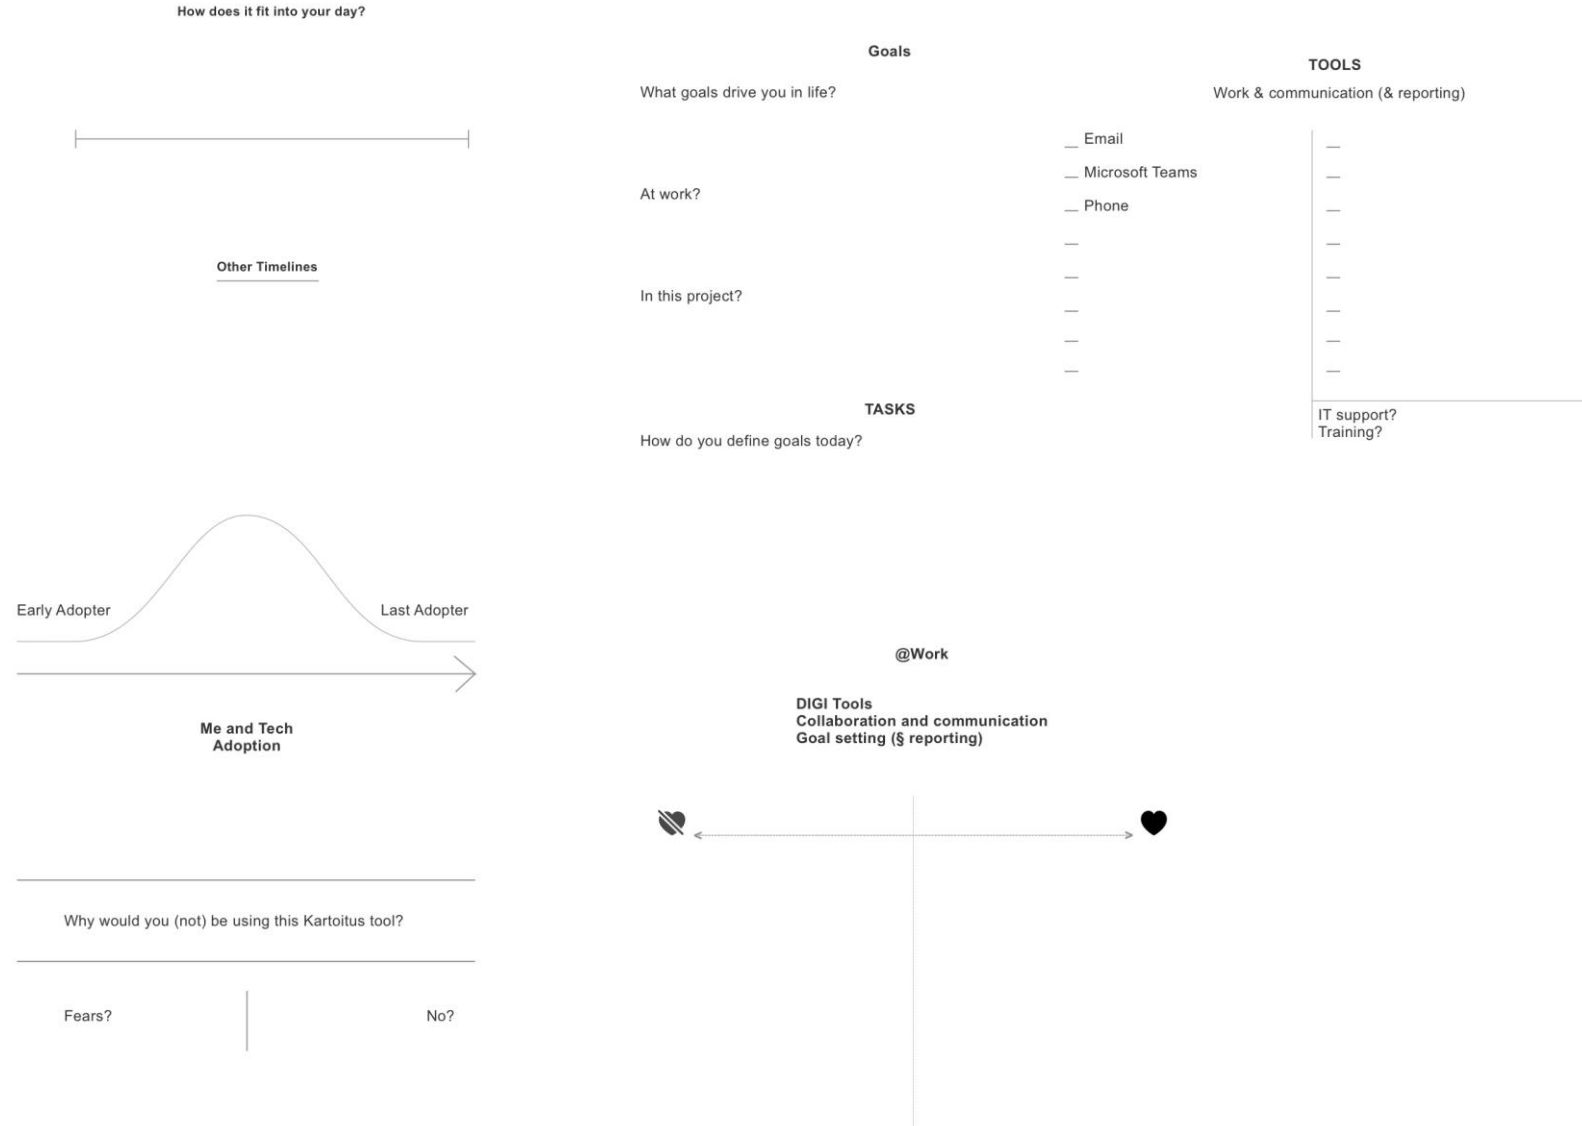 How does it fit into your day?
Other Timelines
Early Adopter
Last Adopter
Me and Tech
Adoption
Why would you (not) be using this Kartoitus tool?
Fears?
No?
Goals
What goals drive you in life?
At work?
In this project?
TASKS
How do you define goals today?
TOOLS
Work & communication (& reporting)
_ Email
_ Microsoft Teams
_ Phone
IT support?
Training?
@Work
DIGI Tools
Collaboration and communication
Goal setting (§ reporting)